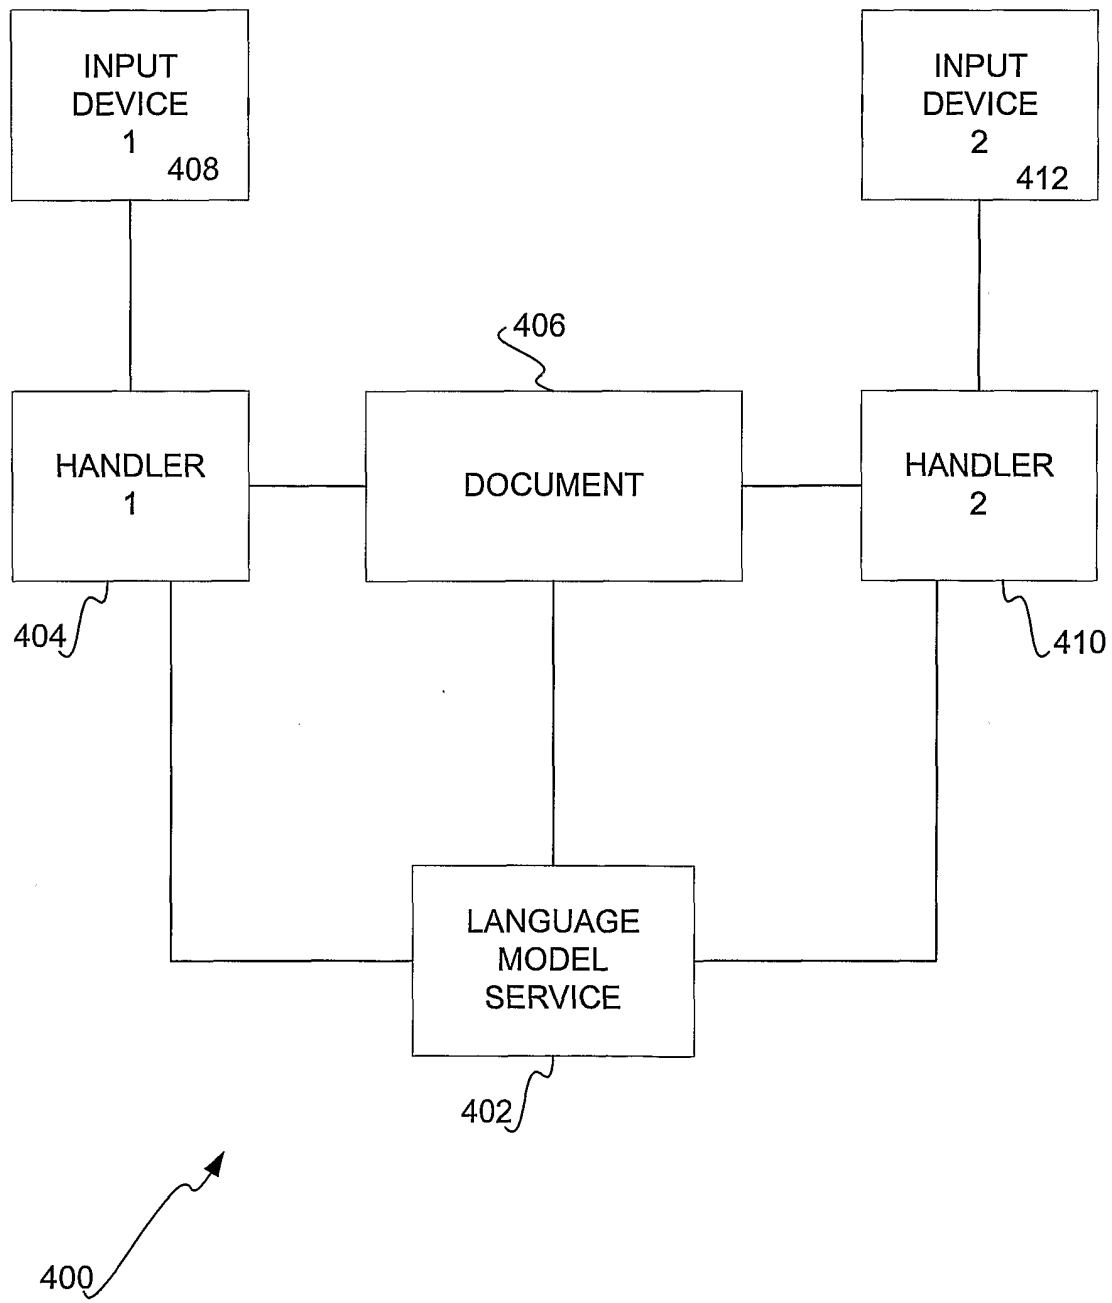 INPUT
DEVICE
1
408
INPUT
DEVICE
2
412
406
HANDLER
1
DOCUMENT
HANDLER
2
404
410
LANGUAGE
MODEL
SERVICE
402
400